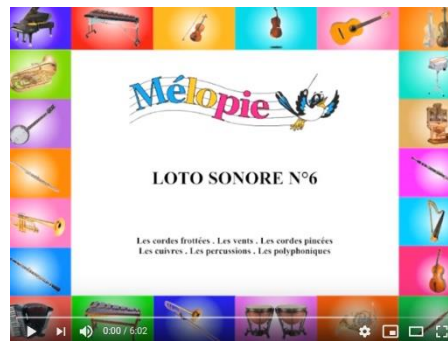 Mélopie
LOTO SONORE N°6
Les cordes frottées . Les vents . Les cordes pincées
Les cuivres . Les percussions . Les polyphoniques
0:00 / 6:02